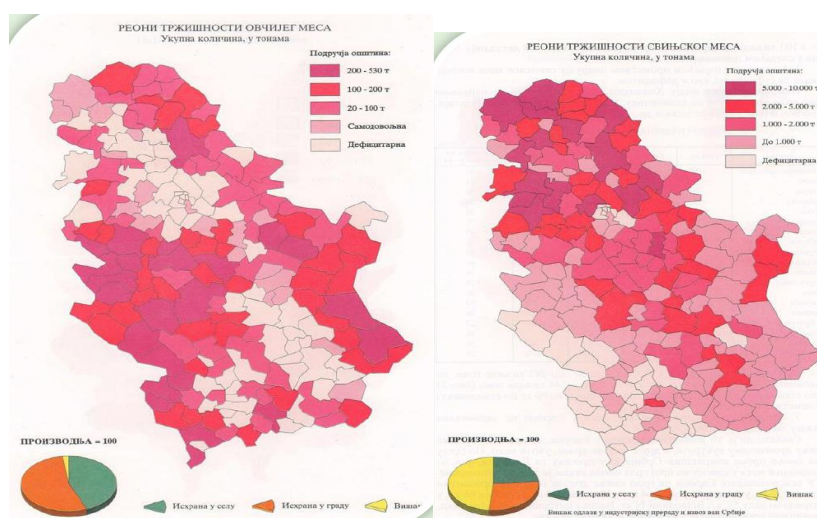 РЕОНИ ТРЖИШНОСТИ ОВЧИЈЕГ МЕСА
Укупна количина, у тонама
Подручја општина:
200 - 530 т
100 - 200 т
20 - 100 т
Самодовољна
Дефицитарна
ПРОИЗВОДЊА = 100
Исхрана у селу
Исхрана у граду
Вишак
РЕОНИ ТРЖИШНОСТИ СВИЊСКОГ МЕСА
Укупна количина, у тонама
Подручја општина:
5.000 - 10.000 т
2.000 - 5.000 т
1.000 - 2.000 т
До 1.000 т
Дефицитарна
ПРОИЗВОДЊА = 100
Исхрана у селу
Исхрана у граду
Вишак
Вишак одлази у индустријску прераду и извоз ван Србије